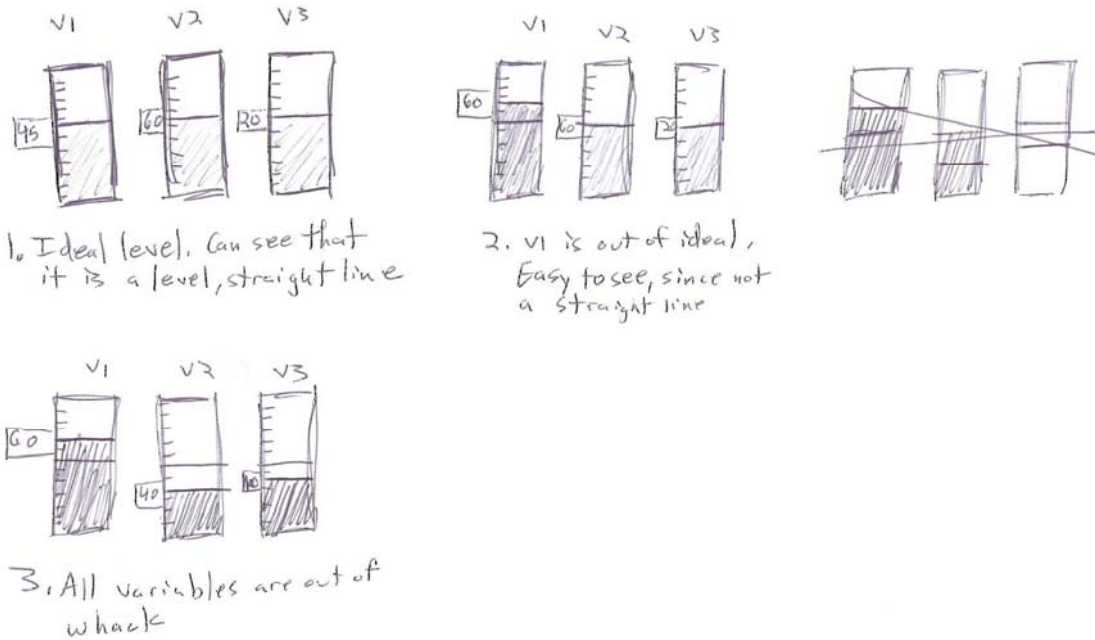 V1 V2 V3
45 60 20
1. Ideal level. Can see that
it is a level, straight line
V1 V2 V3
60 60 20
2. V1 is out of ideal,
Easy to see, since not
a straight line
V1 V2 V3
60 40
3. All variables are out of
whack